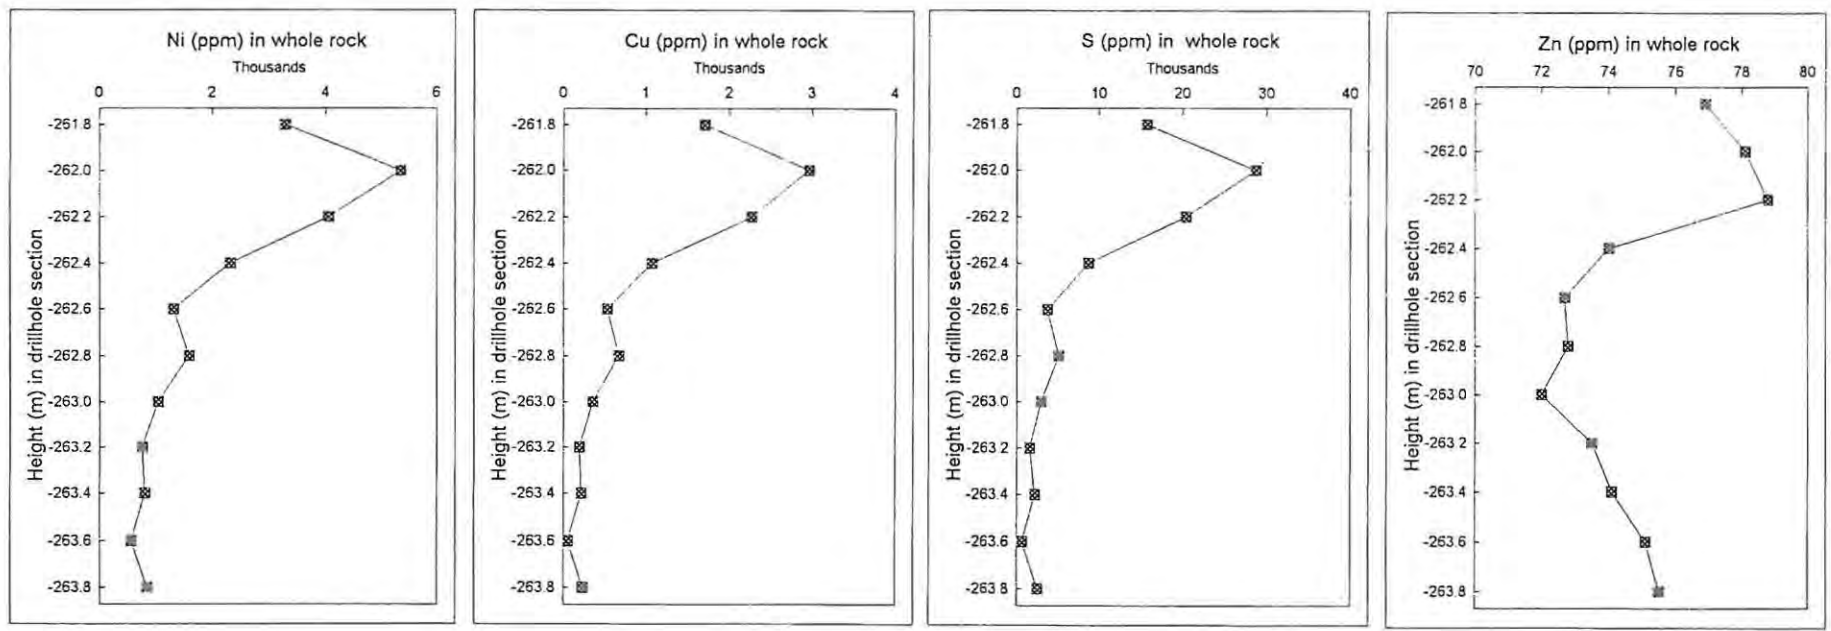 Ni (ppm) in whole rock
Thousands
0 2 4 6
-261.8
-262.0
-262.2
-262.4
-262.6
-262.8
-263.0
-263.2
-263.4
-263.6
-263.8
Height (m) in drillhole section
Cu (ppm) in whole rock
Thousands
0 1 2 3 4
-261.8
-262.0
-262.2
-262.4
-262.6
-262.8
-263.0
-263.2
-263.4
-263.6
-263.8
Height (m) in drillhole section
S (ppm) in whole rock
Thousands
0 10 20 30 40
-261.8
-262.0
-262.2
-262.4
-262.6
-262.8
-263.0
-263.2
-263.4
-263.6
-263.8
Height (m) in drillhole section
Zn (ppm) in whole rock
70 72 74 76 78 80
-261.8
-262.0
-262.2
-262.4
-262.6
-262.8
-263.0
-263.2
-263.4
-263.6
-263.8
Height (m) in drillhole section